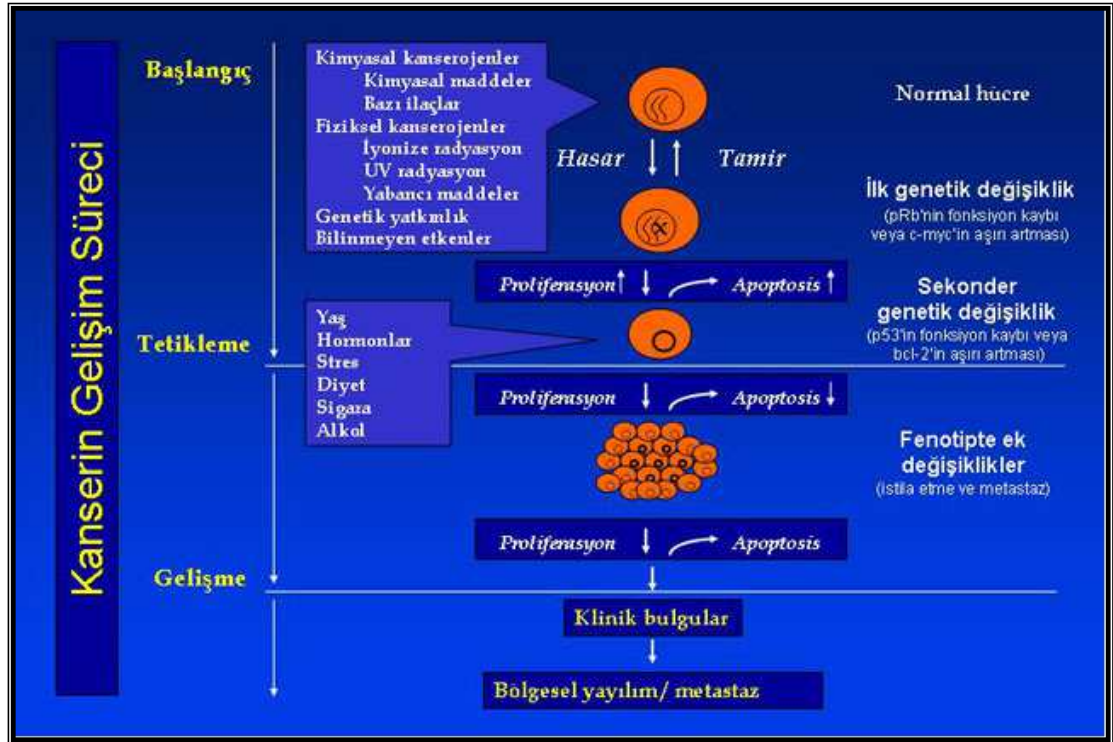 Kanserin Gelişim Süreci
Başlangıç
Kimyasal kanserojenler
Kimyasal maddeler
Bazı ilaçlar
Fiziksel kanserojenler
İyonize radyasyon
UV radyasyon
Yabancı maddeler
Genetik yatkınlık
Bilinmeyen etkenler
Normal hücre
Hasar
Tamir
İlk genetik değişiklik
(pRb'nin fonksiyon kaybı
veya c-myc'in aşırı artması)
Proliferasyon
Apoptosis
Sekonder
genetik değişiklik
(p53'in fonksiyon kaybı veya
bcl-2'in aşırı artması)
Tetikleme
Yaş
Hormonlar
Stres
Diyet
Sigara
Alkol
Proliferasyon
Apoptosis
Fenotipte ek
değişiklikler
(istila etme ve metastaz)
Proliferasyon
Apoptosis
Gelişme
Klinik bulgular
Bölgesel yayılım/ metastaz